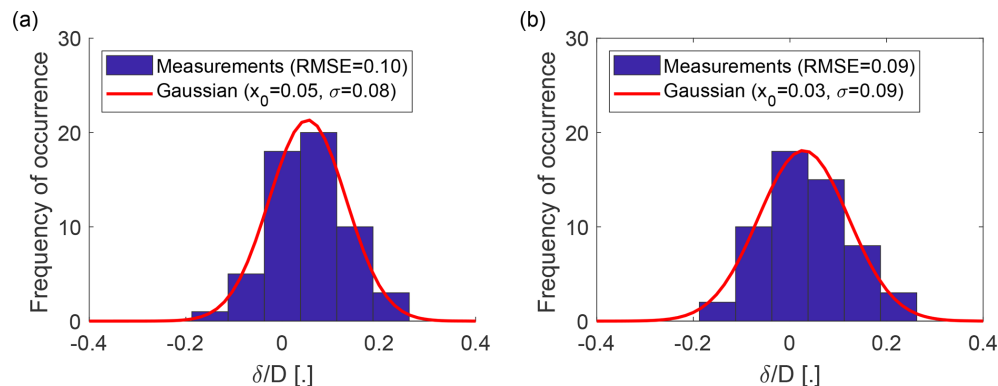 (a)
30
20
10
0
Frequency of occurrence
Measurements (RMSE=0.10)
Gaussian (x₀=0.05, σ=0.08)
-0.4
-0.2
0
0.2
0.4
δ/D [.]
(b)
30
20
10
0
Frequency of occurrence
Measurements (RMSE=0.09)
Gaussian (x₀=0.03, σ=0.09)
-0.4
-0.2
0
0.2
0.4
δ/D [.]